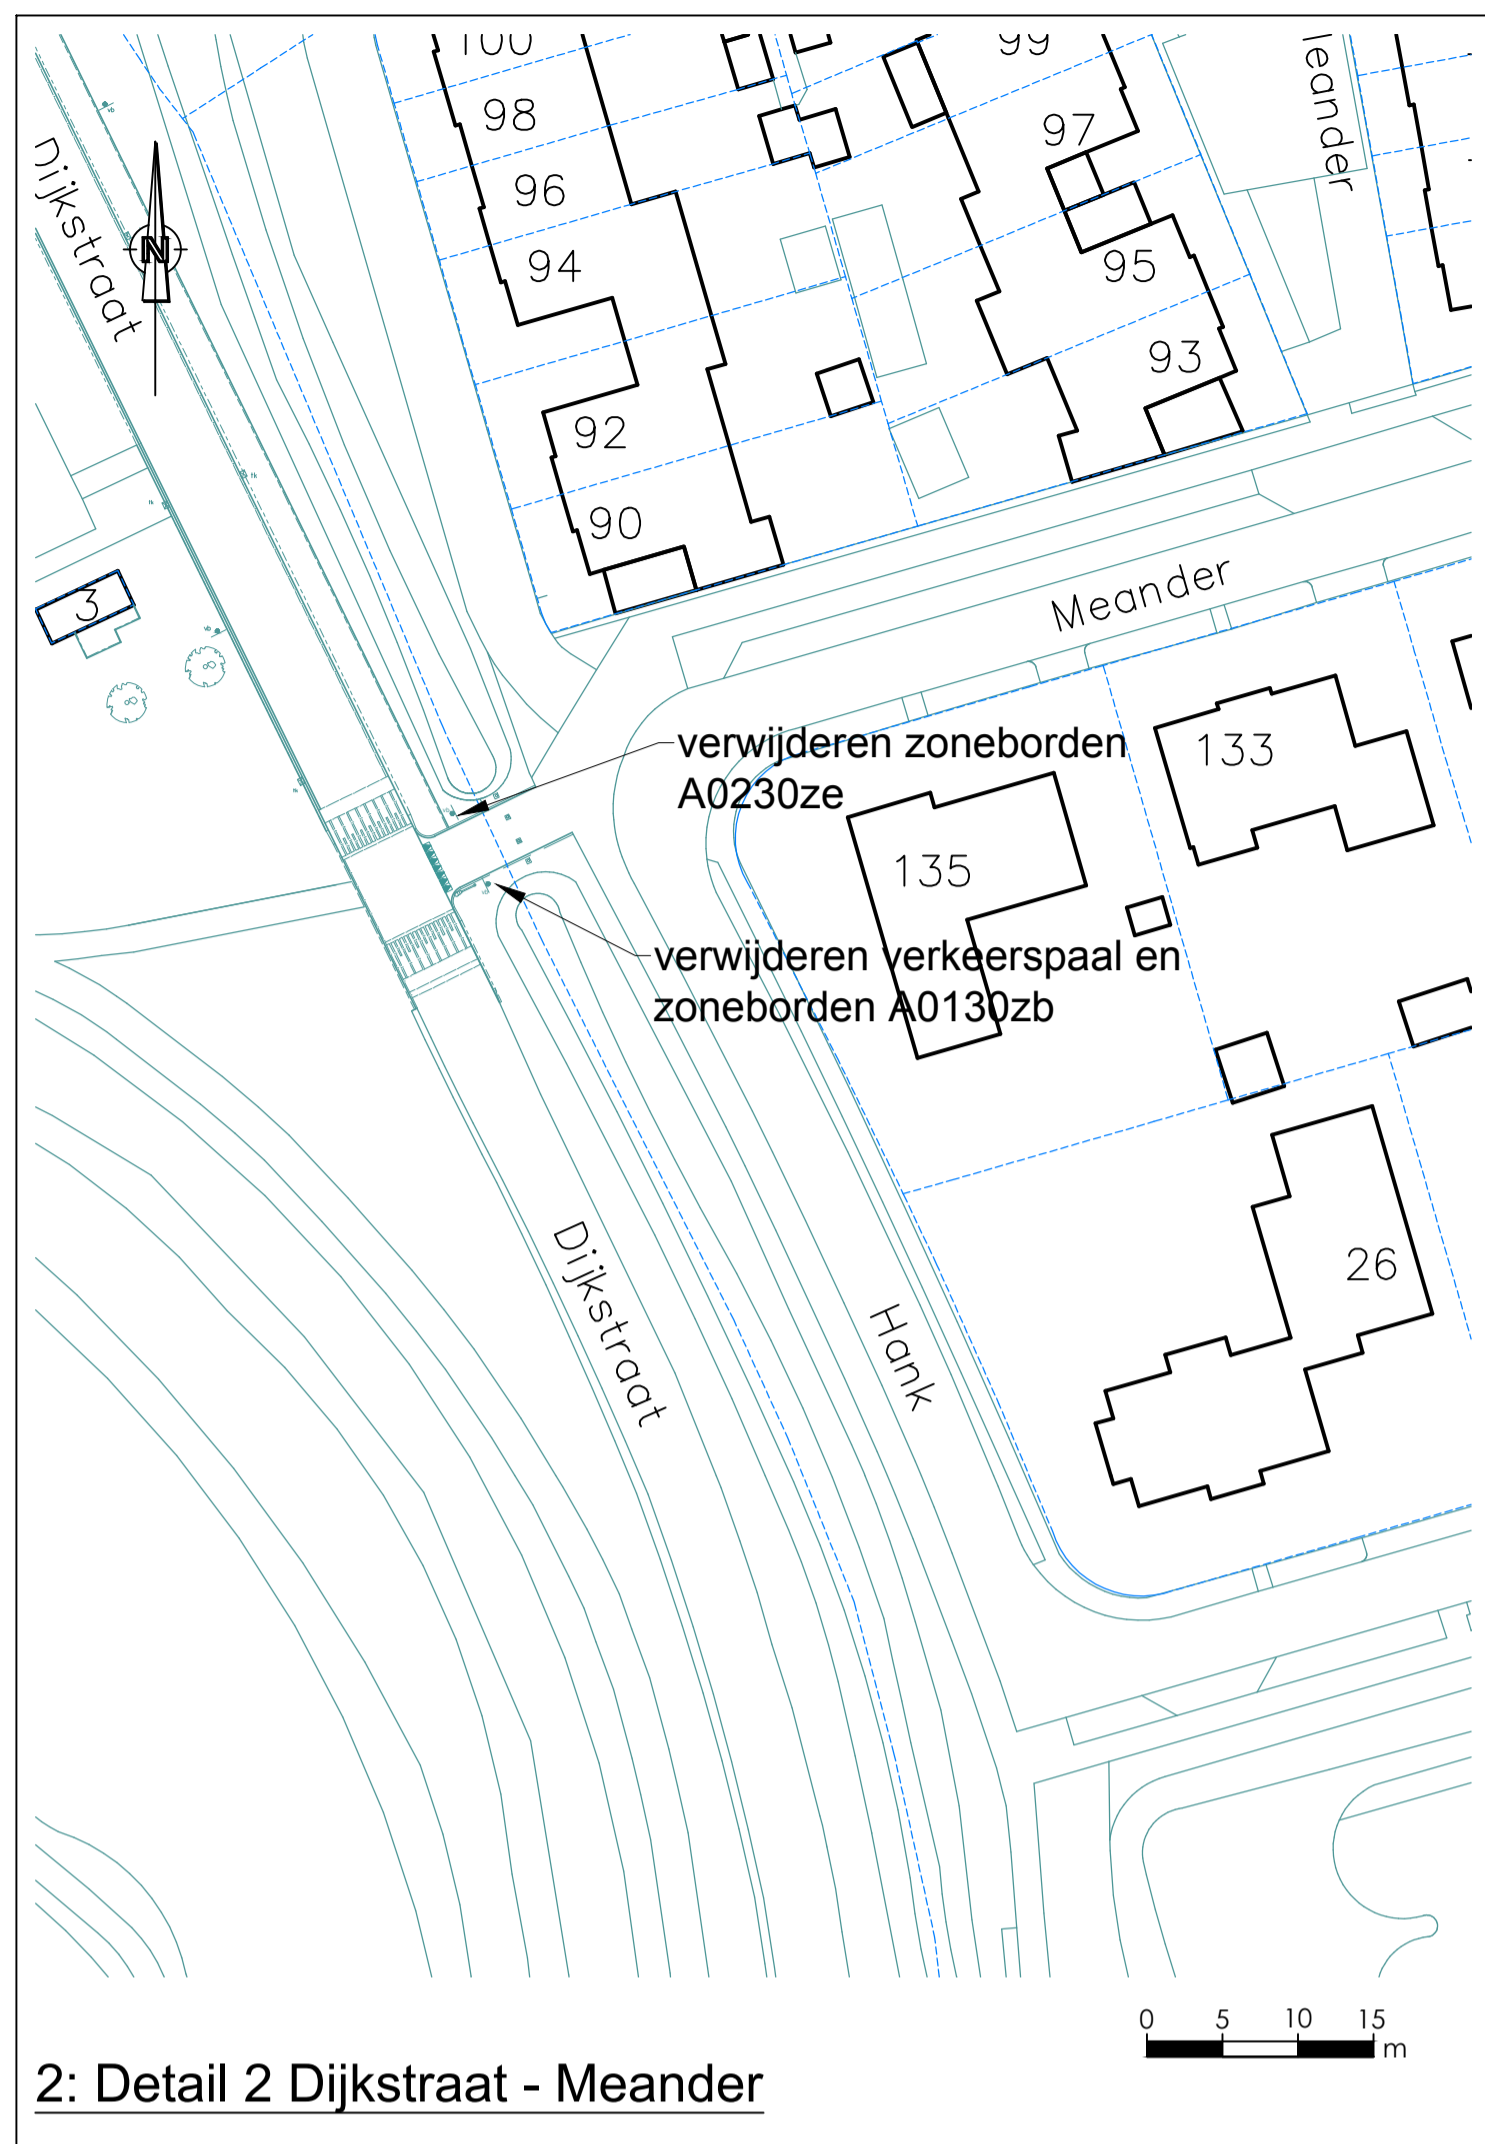 100
99
98
97
leander
Dijkstraat
96
N
94
95
93
92
90
3
Meander
verwijderen zoneborden
A0230ze
133
135
verwijderen verkeerspaal en
zoneborden A0130zb
Dijkstraat
Hank
26
0 5 10 15
m
2: Detail 2 Dijkstraat - Meander